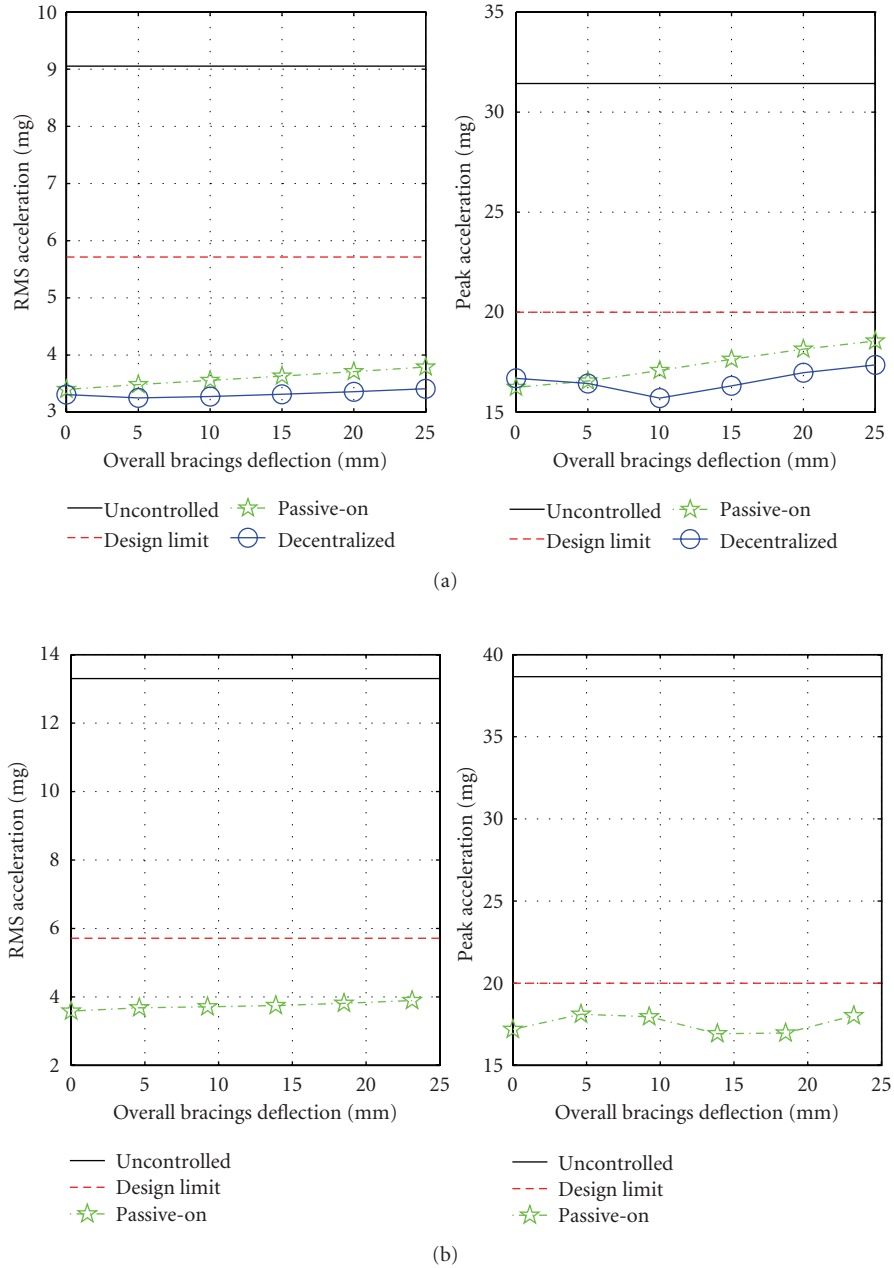 10
9
8
7
6
5
4
3
RMS acceleration (mg)
0 5 10 15 20 25
Overall bracings deflection (mm)
Uncontrolled
Passive-on
Design limit
Decentralized
35
30
25
20
15
Peak acceleration (mg)
0 5 10 15 20 25
Overall bracings deflection (mm)
Uncontrolled
Passive-on
Design limit
Decentralized
(a)
14
12
10
8
6
4
2
RMS acceleration (mg)
0 5 10 15 20 25
Overall bracings deflection (mm)
Uncontrolled
Design limit
Passive-on
40
35
30
25
20
15
Peak acceleration (mg)
0 5 10 15 20 25
Overall bracings deflection (mm)
Uncontrolled
Design limit
Passive-on
(b)